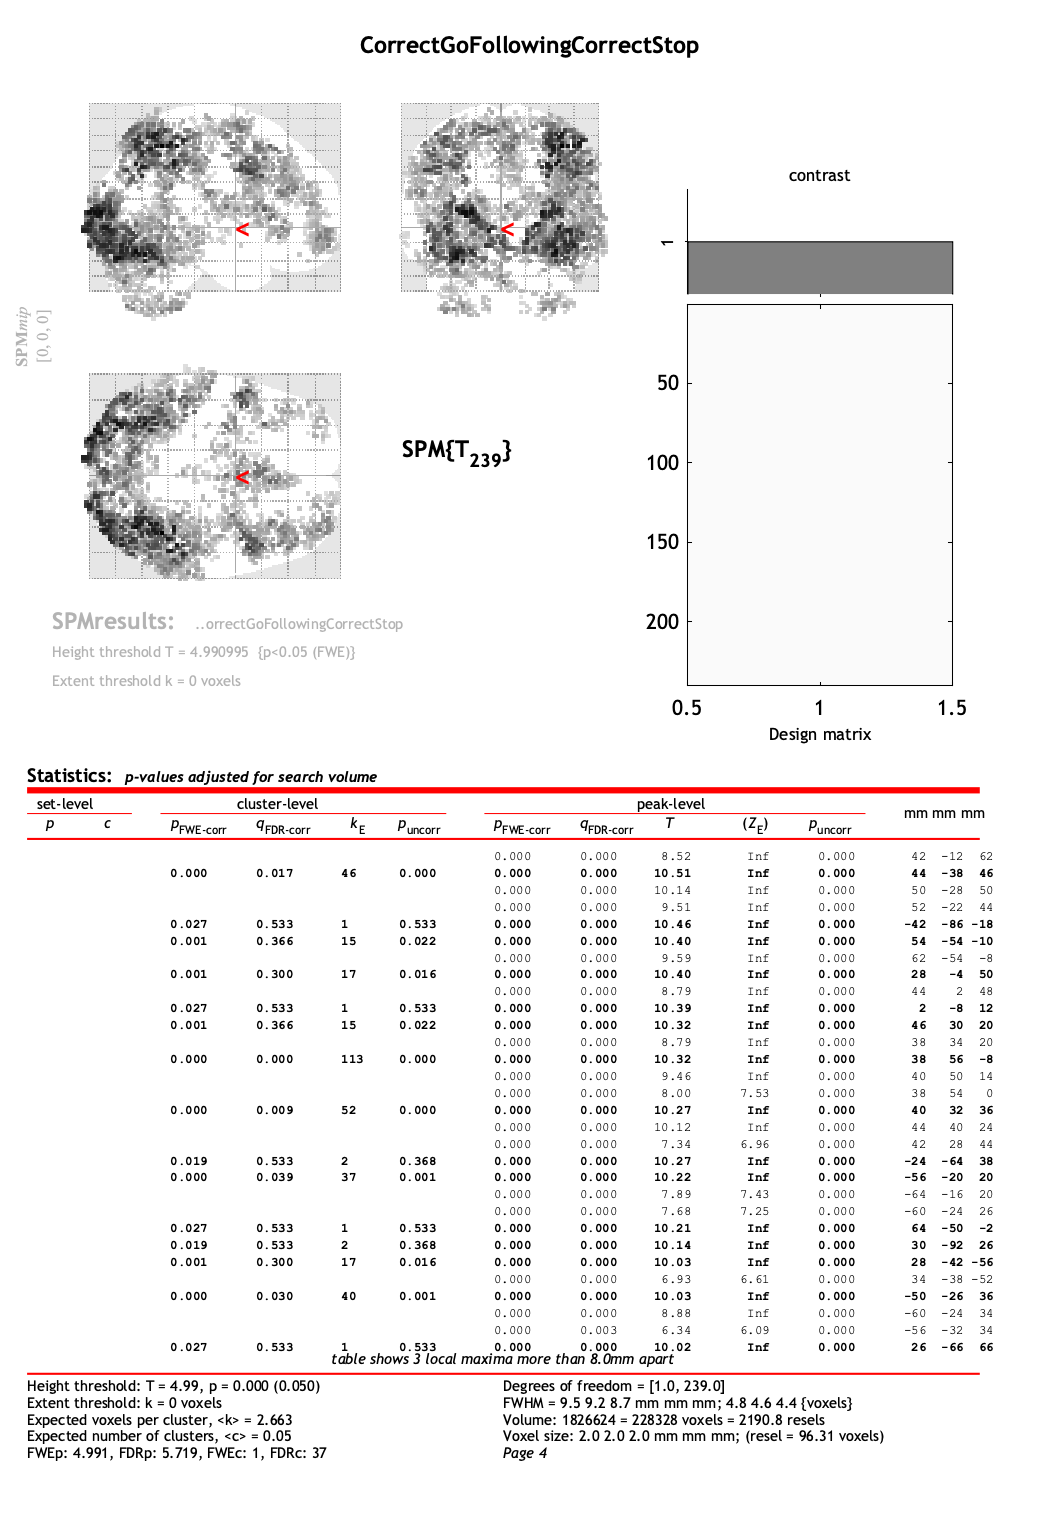 CorrectGoFollowingCorrectStop
<
<
<
SPMmip
[0, 0, 0]
SPM{T239}
contrast
1
50
100
150
200
0.5 1 1.5
Design matrix
SPMresults: ..orrectGoFollowingCorrectStop
Height threshold T = 4.990995 {p<0.05 (FWE)}
Extent threshold k = 0 voxels
Statistics: p-values adjusted for search volume
set-level cluster-level peak-level mm mm mm
p c pFWE-corr qFDR-corr kE puncorr pFWE-corr qFDR-corr T (ZE) puncorr
0.000 0.000 8.52 Inf 0.000 42 -12 62
0.000 0.017 46 0.000 0.000 0.000 10.51 Inf 0.000 44 -38 46
0.000 0.000 10.14 Inf 0.000 50 -28 50
0.000 0.000 9.51 Inf 0.000 52 -22 44
0.027 0.533 1 0.533 0.000 0.000 10.46 Inf 0.000 -42 -86 -18
0.001 0.366 15 0.022 0.000 0.000 10.40 Inf 0.000 54 -54 -10
0.000 0.000 9.59 Inf 0.000 62 -54 -8
0.001 0.300 17 0.016 0.000 0.000 10.40 Inf 0.000 28 -4 50
0.000 0.000 8.79 Inf 0.000 44 2 48
0.027 0.533 1 0.533 0.000 0.000 10.39 Inf 0.000 2 -8 12
0.001 0.366 15 0.022 0.000 0.000 10.32 Inf 0.000 46 30 20
0.000 0.000 8.79 Inf 0.000 38 34 20
0.000 0.000 113 0.000 0.000 0.000 10.32 Inf 0.000 38 56 -8
0.000 0.000 9.46 Inf 0.000 40 50 14
0.000 0.000 8.00 7.53 0.000 38 54 0
0.000 0.009 52 0.000 0.000 0.000 10.27 Inf 0.000 40 32 36
0.000 0.000 10.12 Inf 0.000 44 40 24
0.000 0.000 7.34 6.96 0.000 42 28 44
0.019 0.533 2 0.368 0.000 0.000 10.27 Inf 0.000 -24 -64 38
0.000 0.039 37 0.001 0.000 0.000 10.22 Inf 0.000 -56 -20 20
0.000 0.000 7.89 7.43 0.000 -64 -16 20
0.000 0.000 7.68 7.25 0.000 -60 -24 26
0.027 0.533 1 0.533 0.000 0.000 10.21 Inf 0.000 64 -50 -2
0.019 0.533 2 0.368 0.000 0.000 10.14 Inf 0.000 30 -92 26
0.001 0.300 17 0.016 0.000 0.000 10.03 Inf 0.000 28 -42 -56
0.000 0.000 6.93 6.61 0.000 34 -38 -52
0.000 0.030 40 0.001 0.000 0.000 10.03 Inf 0.000 -50 -26 36
0.000 0.000 8.88 Inf 0.000 -60 -24 34
0.000 0.003 6.34 6.09 0.000 -56 -32 34
0.027 0.533 1 0.533 0.000 0.000 10.02 Inf 0.000 26 -66 66
table shows 3 local maxima more than 8.0mm apart
Height threshold: T = 4.99, p = 0.000 (0.050)
Extent threshold: k = 0 voxels
Expected voxels per cluster, <k> = 2.663
Expected number of clusters, <c> = 0.05
FWEp: 4.991, FDRp: 5.719, FWEc: 1, FDRc: 37
Degrees of freedom = [1.0, 239.0]
FWHM = 9.5 9.2 8.7 mm mm mm; 4.8 4.6 4.4 {voxels}
Volume: 1826624 = 228328 voxels = 2190.8 resels
Voxel size: 2.0 2.0 2.0 mm mm mm; (resel = 96.31 voxels)
Page 4